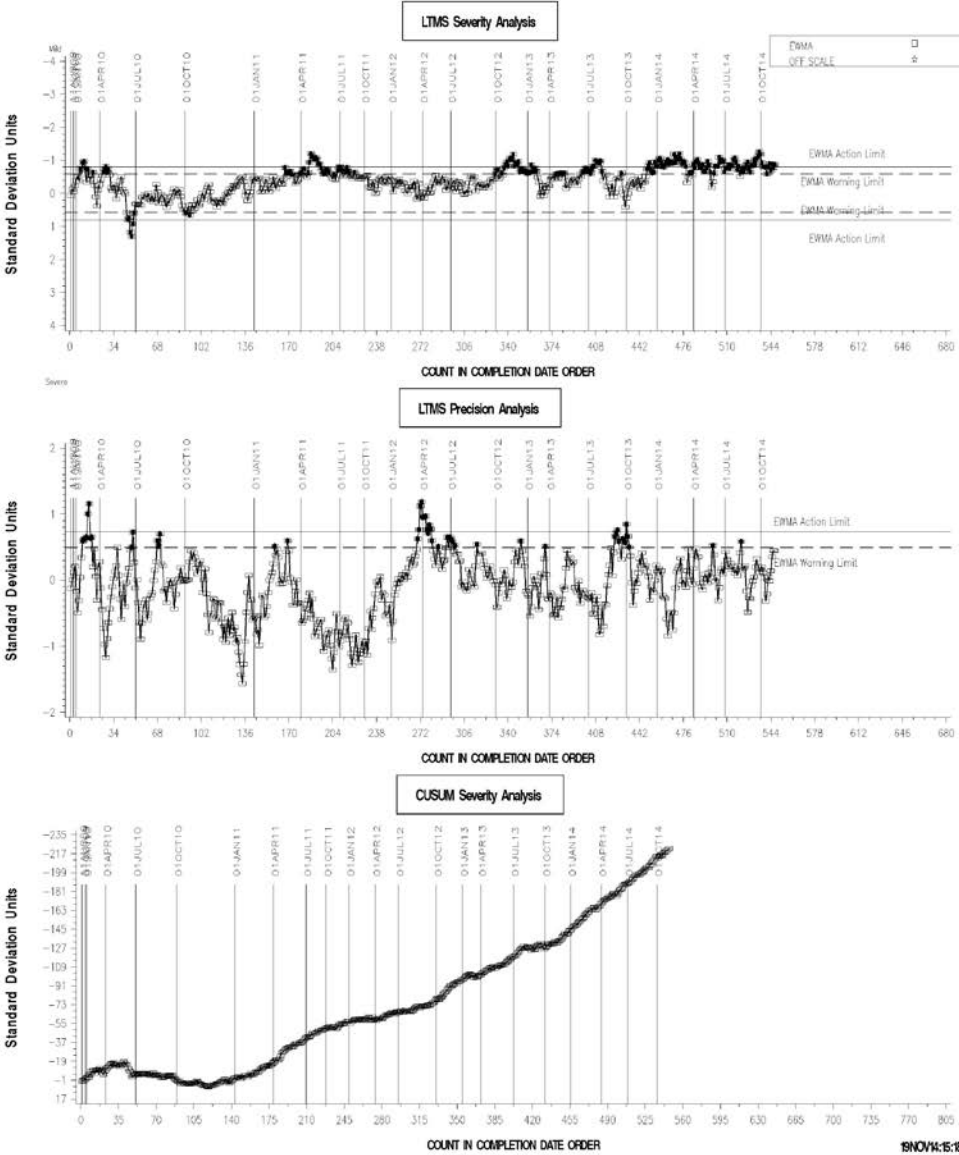 LTMS Severity Analysis
EWMA
OFF SCALE
Mild
-4
-3
-2
-1
0
1
2
3
4
Standard Deviation Units
01APR10
01JUL10
01OCT10
01JAN11
01APR11
01JUL11
01OCT11
01JAN12
01APR12
01JUL12
01OCT12
01JAN13
01APR13
01JUL13
01OCT13
01JAN14
01APR14
01JUL14
01OCT14
EWMA Action Limit
EWMA Warning Limit
EWMA Warning Limit
EWMA Action Limit
0 34 68 102 136 170 204 238 272 306 340 374 408 442 476 510 544 578 612 646 680
COUNT IN COMPLETION DATE ORDER
Severe
LTMS Precision Analysis
2
1
0
-1
-2
Standard Deviation Units
01APR10
01JUL10
01OCT10
01JAN11
01APR11
01JUL11
01OCT11
01JAN12
01APR12
01JUL12
01OCT12
01JAN13
01APR13
01JUL13
01OCT13
01JAN14
01APR14
01JUL14
01OCT14
EWMA Action Limit
EWMA Warning Limit
0 34 68 102 136 170 204 238 272 306 340 374 408 442 476 510 544 578 612 646 680
COUNT IN COMPLETION DATE ORDER
CUSUM Severity Analysis
-235
-217
-199
-181
-163
-145
-127
-109
-91
-73
-55
-37
-19
-1
17
Standard Deviation Units
01APR10
01JUL10
01OCT10
01JAN11
01APR11
01JUL11
01OCT11
01JAN12
01APR12
01JUL12
01OCT12
01JAN13
01APR13
01JUL13
01OCT13
01JAN14
01APR14
01JUL14
01OCT14
0 35 70 105 140 175 210 245 280 315 350 385 420 455 490 525 560 595 630 665 700 735 770 805
COUNT IN COMPLETION DATE ORDER